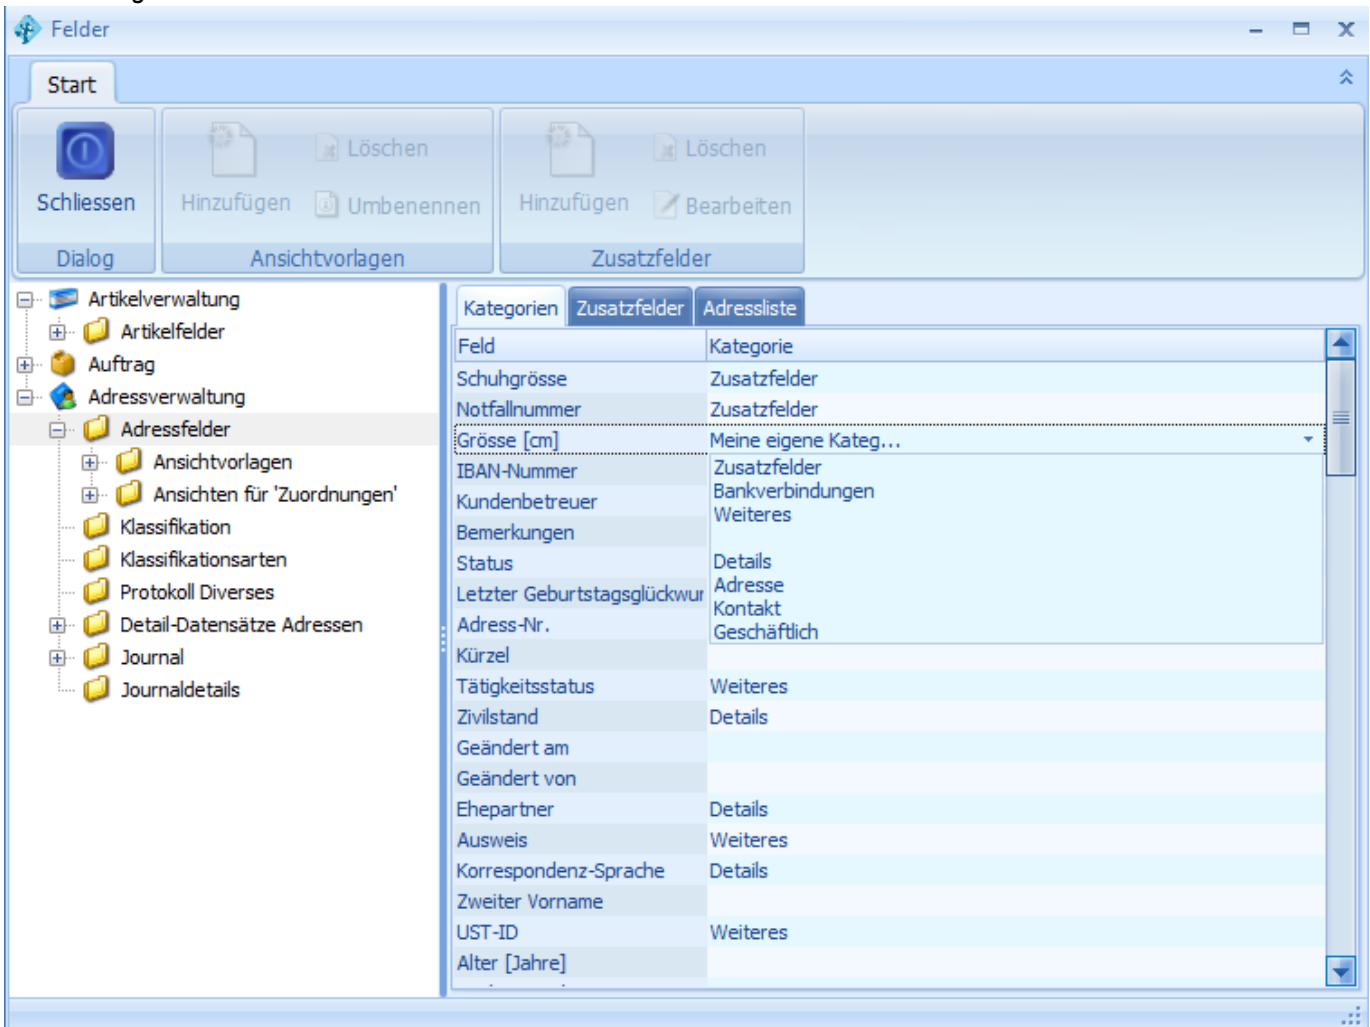 Felder
Start
Schliessen
Hinzufügen
Löschen
Umbenennen
Hinzufügen
Löschen
Bearbeiten
Dialog
Ansichtvorlagen
Zusatzfelder
Artikelverwaltung
Artikelfelder
Auftrag
Adressverwaltung
Adressfelder
Ansichtvorlagen
Ansichten für 'Zuordnungen'
Klassifikation
Klassifikationsarten
Protokoll Diverses
Detail-Datensätze Adressen
Journal
Journaldetails
Kategorien Zusatzfelder Adressliste
Feld Kategorie
Schuhgrösse Zusatzfelder
Notfallnummer Zusatzfelder
Grösse [cm] Meine eigene Kateg...
IBAN-Nummer
Kundenbetreuer
Bemerkungen
Status
Letzter Geburtstagsglückwur
Adress-Nr.
Kürzel
Zusatzfelder
Bankverbindungen
Weiteres
Details
Adresse
Kontakt
Geschäftlich
Tätigkeitsstatus Weiteres
Zivilstand Details
Geändert am
Geändert von
Ehepartner Details
Ausweis Weiteres
Korrespondenz-Sprache Details
Zweiter Vorname
UST-ID Weiteres
Alter [Jahre]